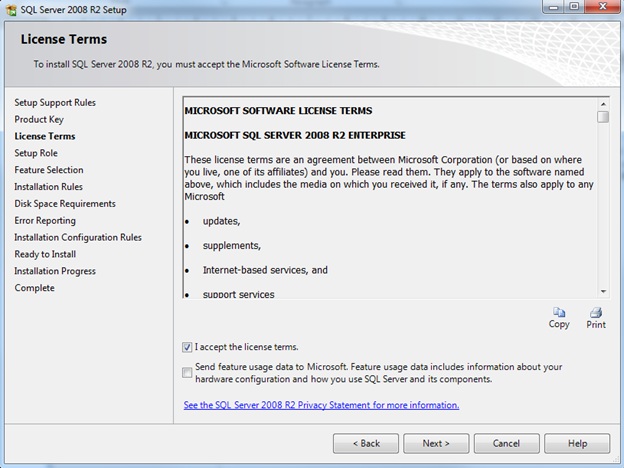 SQL Server 2008 R2 Setup
License Terms
To install SQL Server 2008 R2, you must accept the Microsoft Software License Terms.
Setup Support Rules
Product Key
License Terms
Setup Role
Feature Selection
Installation Rules
Disk Space Requirements
Error Reporting
Installation Configuration Rules
Ready to Install
Installation Progress
Complete
MICROSOFT SOFTWARE LICENSE TERMS
MICROSOFT SQL SERVER 2008 R2 ENTERPRISE
These license terms are an agreement between Microsoft Corporation (or based on where
you live, one of its affiliates) and you. Please read them. They apply to the software named
above, which includes the media on which you received it, if any. The terms also apply to any
Microsoft
• updates,
• supplements,
• Internet-based services, and
• support services
Copy
Print
I accept the license terms.
Send feature usage data to Microsoft. Feature usage data includes information about your
hardware configuration and how you use SQL Server and its components.
See the SQL Server 2008 R2 Privacy Statement for more information.
< Back
Next >
Cancel
Help